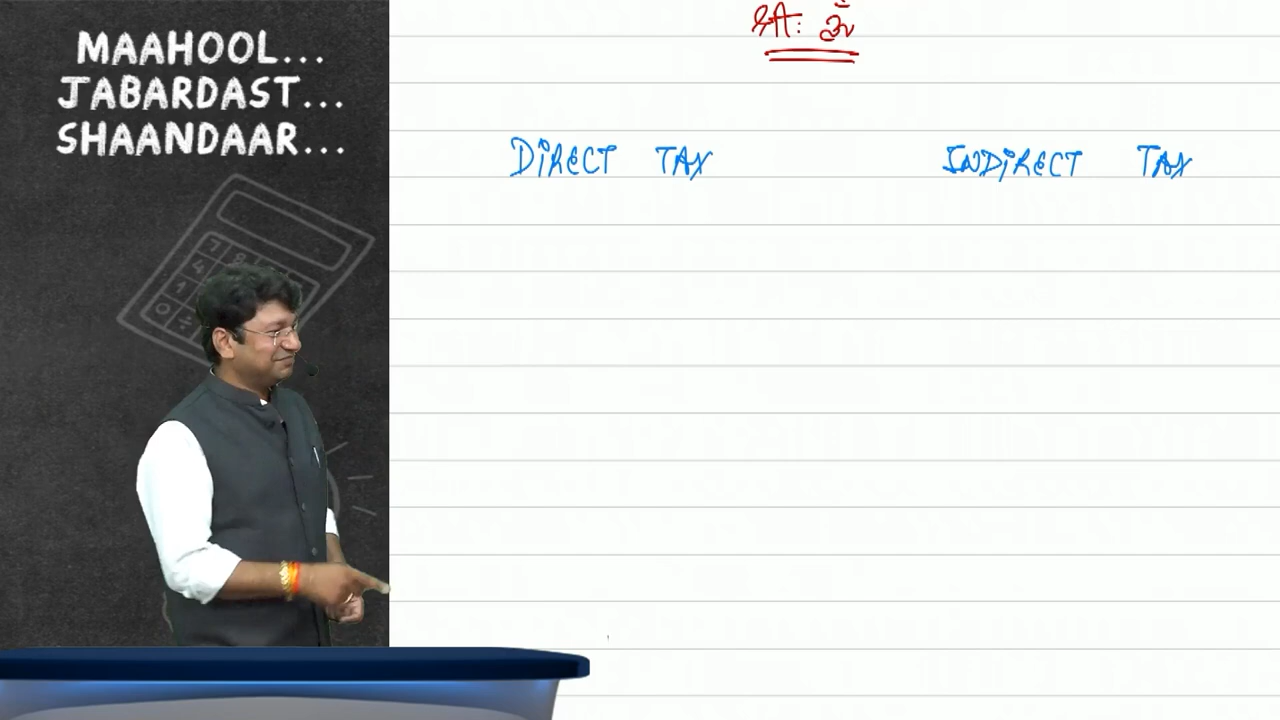 MAAHOOL...
JABARDAST...
SHAANDAAR...
DIRECT TAX
INDIRECT TAX